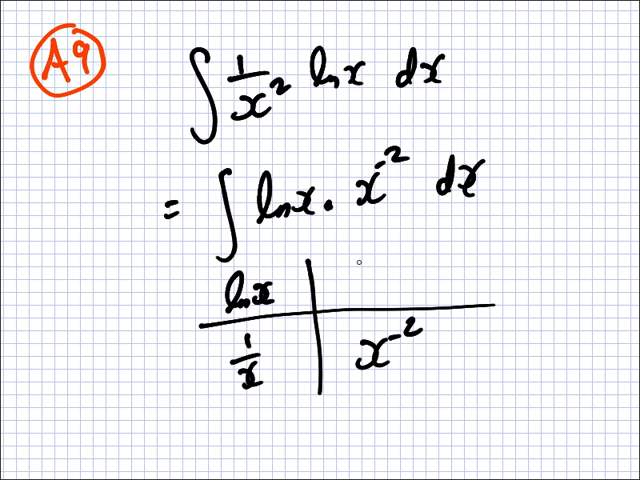 A9
∫ 1/x² ln x dx
= ∫ ln x · x⁻² dx
ln x
1/x x⁻²